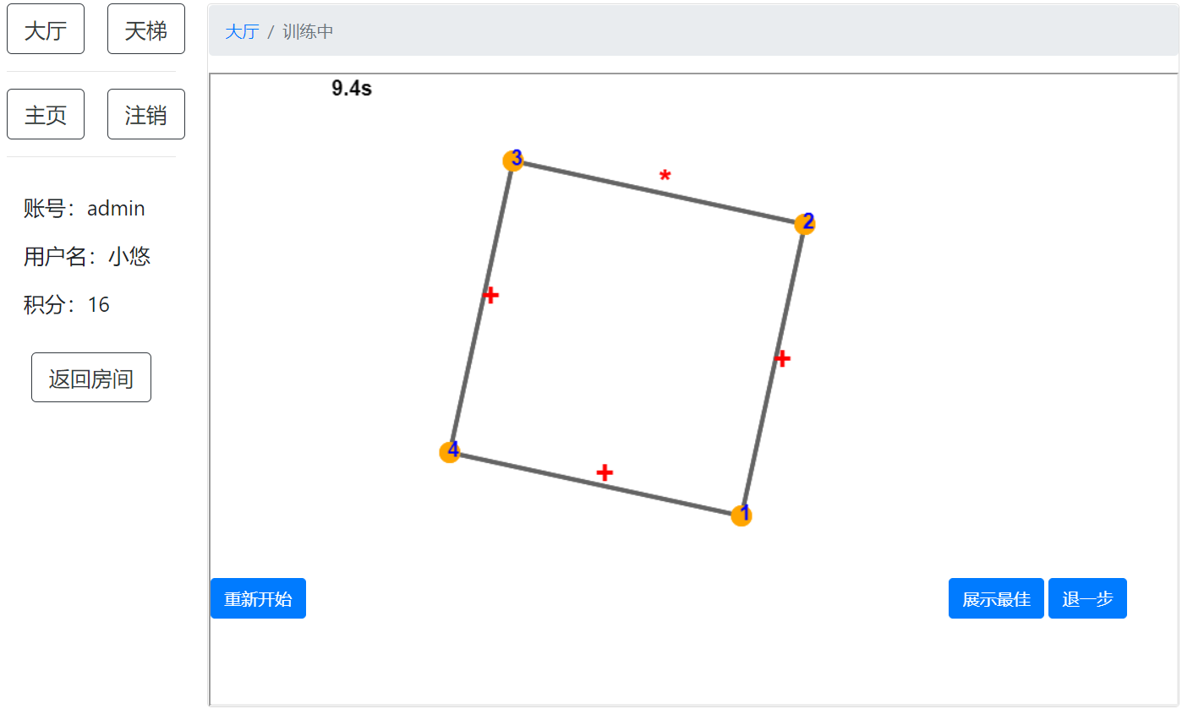 大厅 天梯
主页 注销
账号：admin
用户名：小悠
积分：16
返回房间
大厅 / 训练中
9.4s
3
*
2
+
+
4
+
1
重新开始
展示最佳 退一步